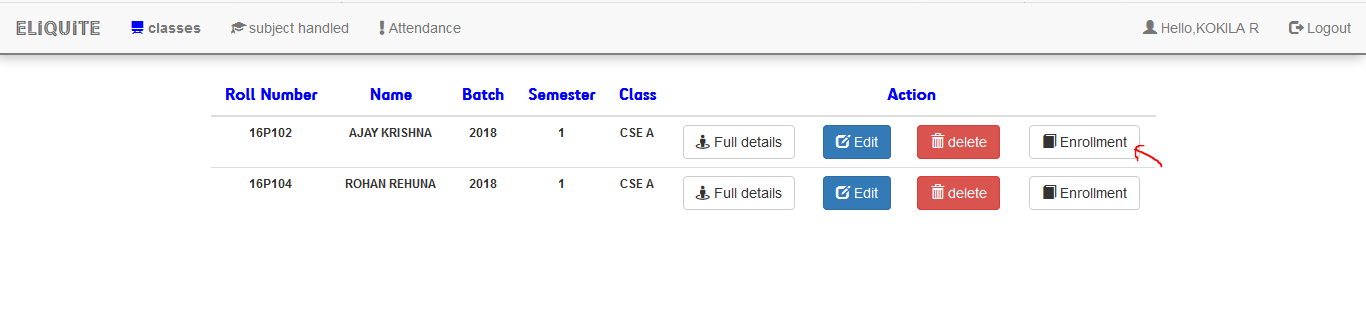 ELiQUiTE classes subject handled Attendance Hello,KOKILA R Logout
Roll Number Name Batch Semester Class Action
16P102 AJAY KRISHNA 2018 1 CSE A Full details Edit delete Enrollment
16P104 ROHAN REHUNA 2018 1 CSE A Full details Edit delete Enrollment